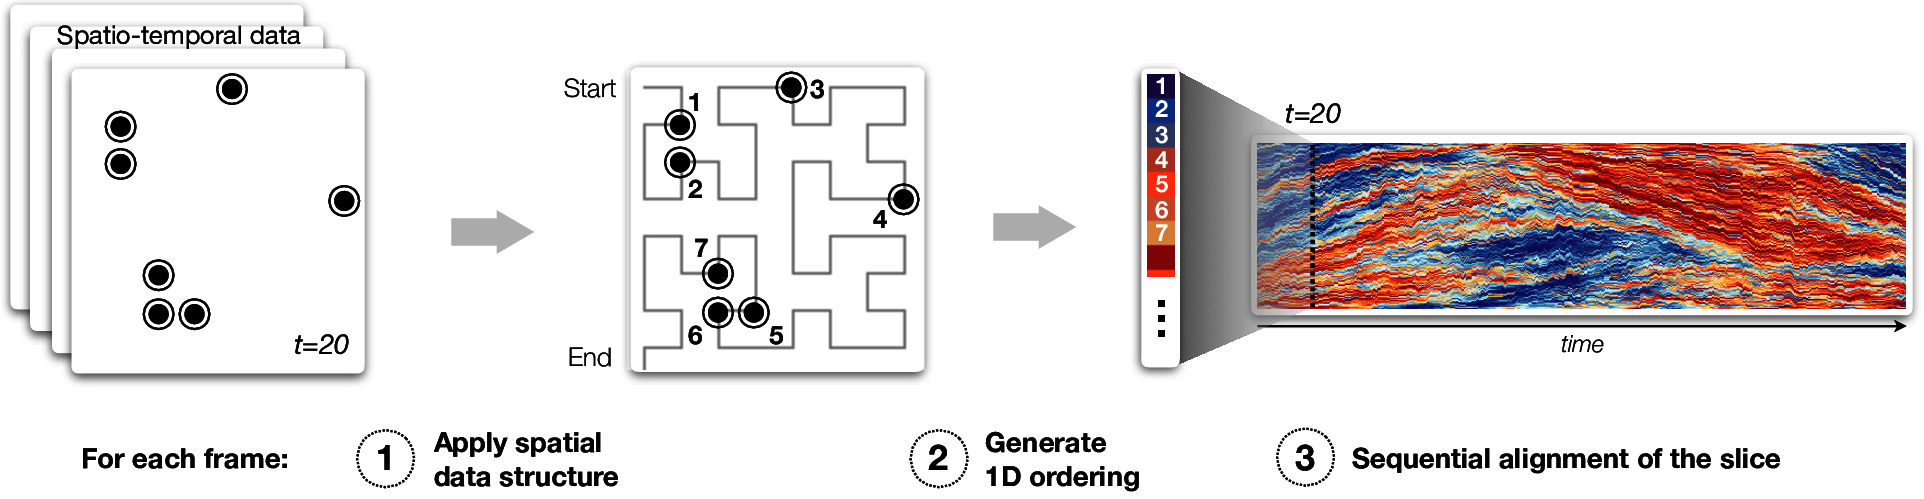 Spatio-temporal data
t=20
Start
1
2
3
4
5
6
7
End
1
2
3
4
5
6
7
t=20
time
For each frame:
1
Apply spatial
data structure
2
Generate
1D ordering
3
Sequential alignment of the slice